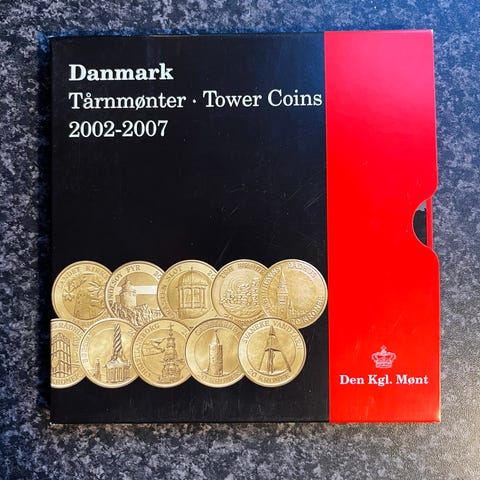 Danmark
Tårnmønter · Tower Coins
2002-2007
Den Kgl. Mønt